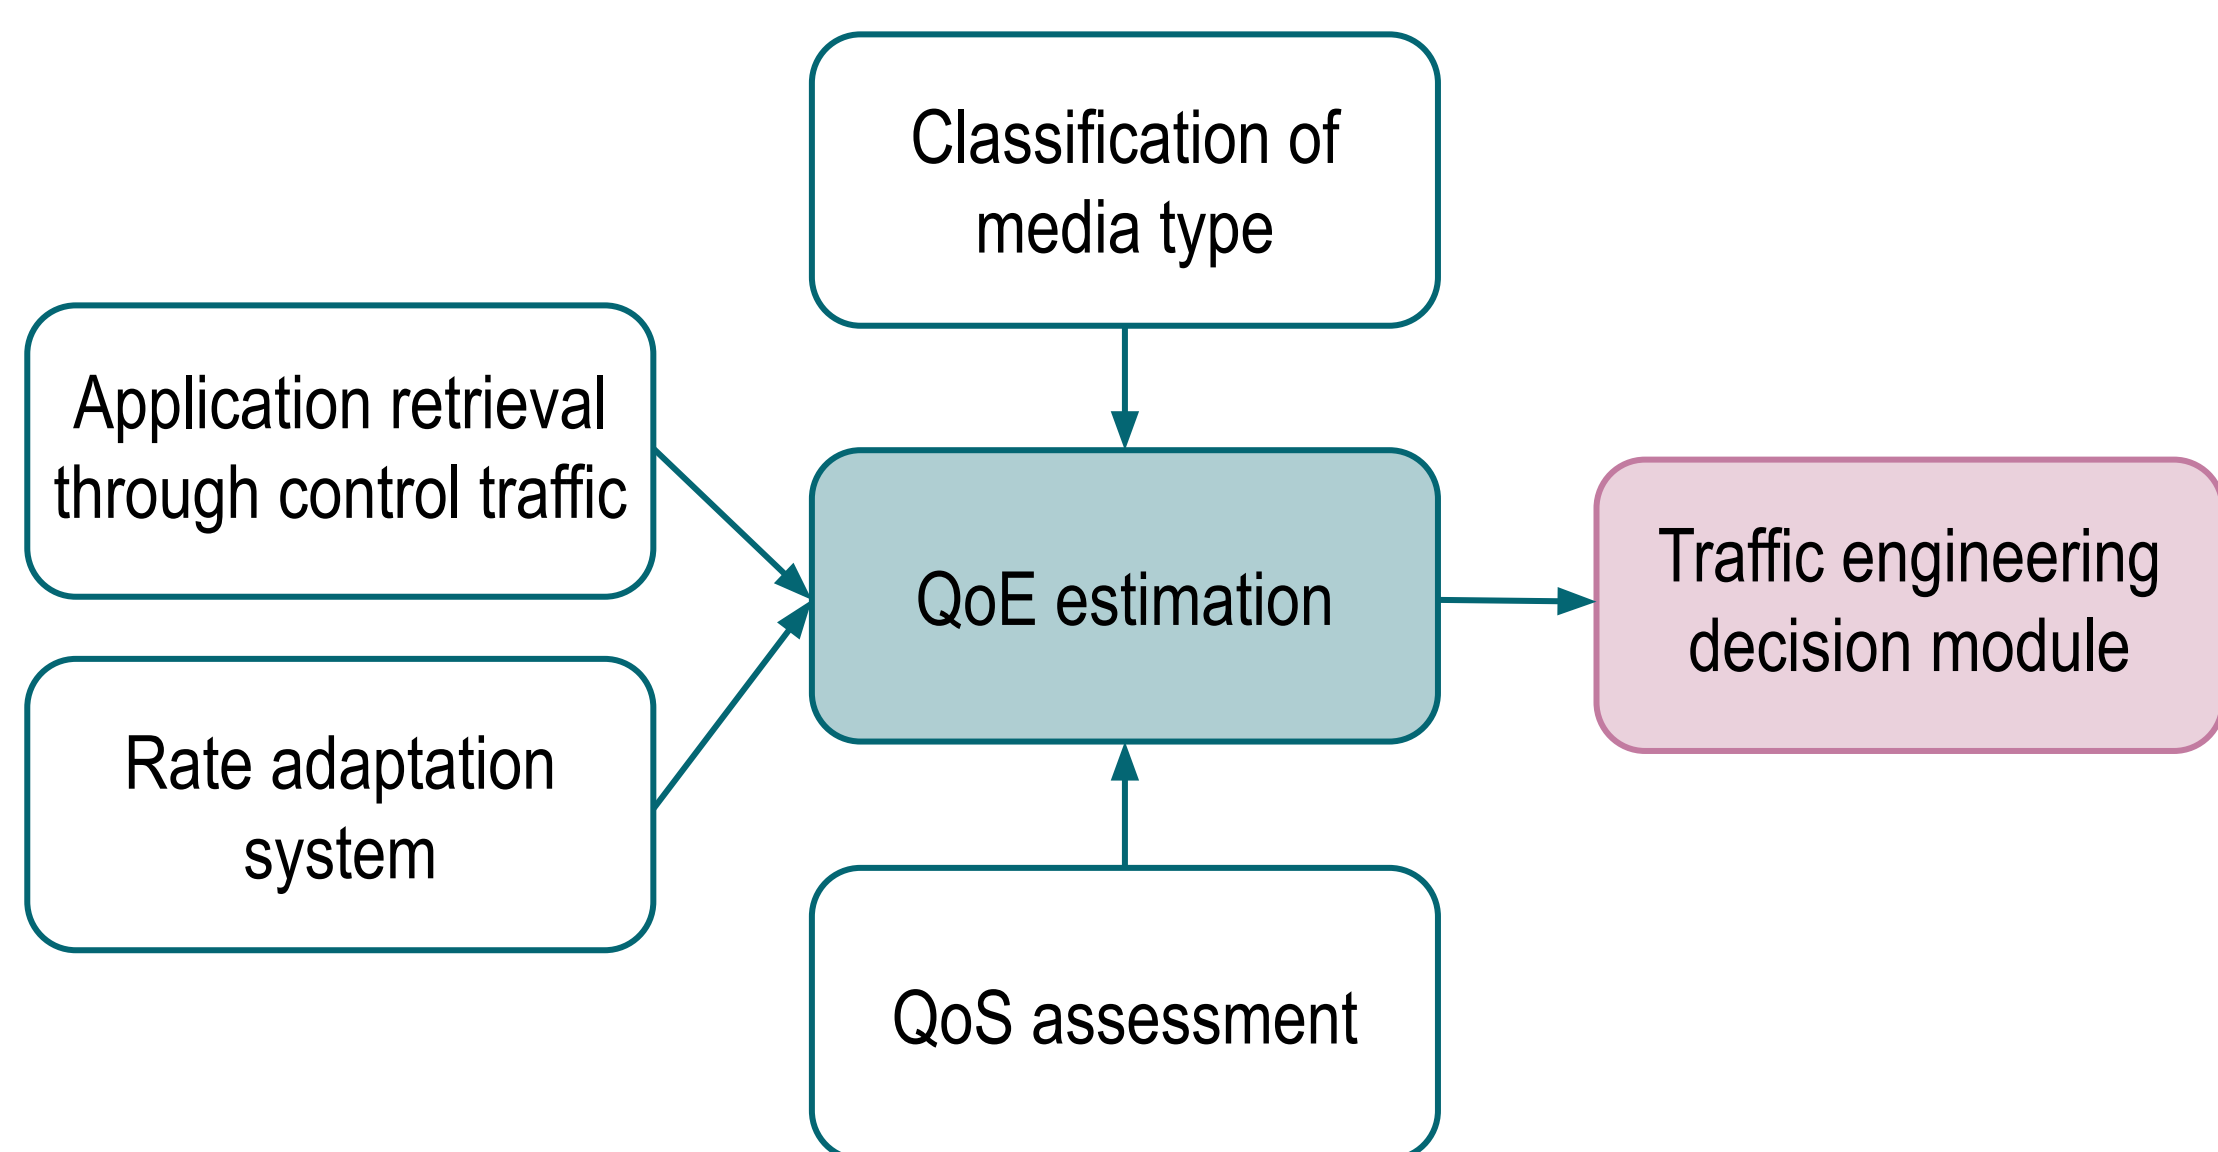 Classification of
media type
Application retrieval
through control traffic
QoE estimation
Traffic engineering
decision module
Rate adaptation
system
QoS assessment